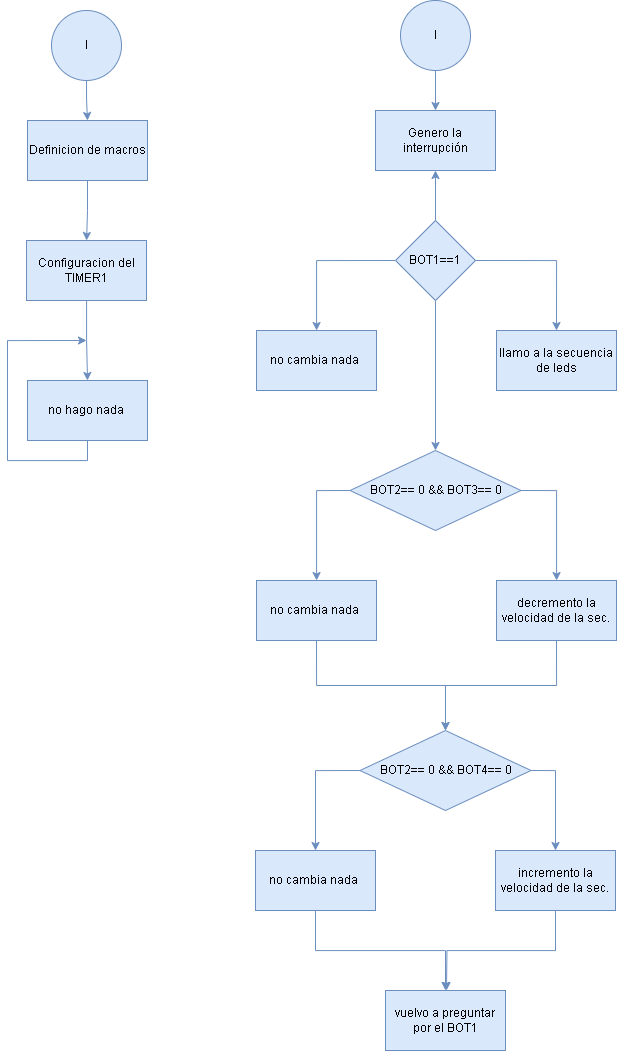 I
Definicion de macros
Configuracion del
TIMER1
no hago nada
I
Genero la
interrupción
BOT1==1
no cambia nada
llamo a la secuencia
de leds
BOT2== 0 && BOT3== 0
no cambia nada
decremento la
velocidad de la sec.
BOT2== 0 && BOT4== 0
no cambia nada
incremento la
velocidad de la sec.
vuelvo a preguntar
por el BOT1